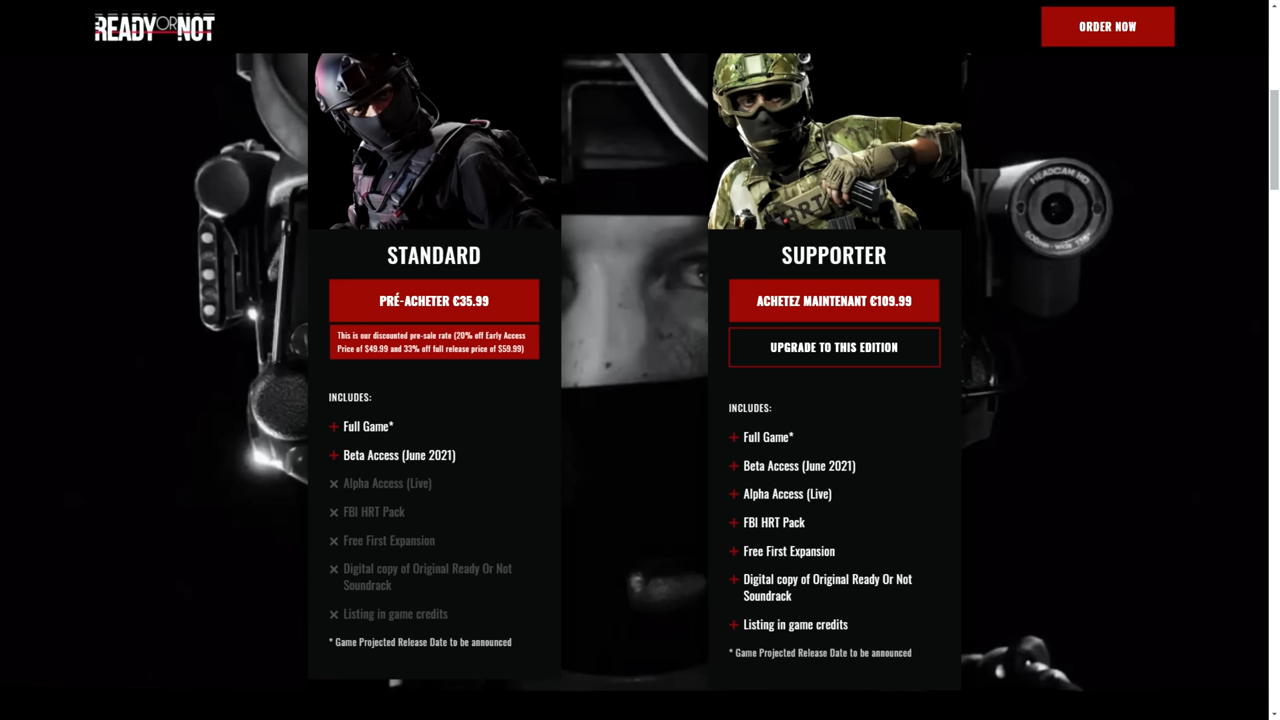 READY OR NOT
ORDER NOW
HRT
HEADCAM HD
STANDARD
PRÉ-ACHETER €35.99
This is our discounted pre-sale rate (20% off Early Access
Price of $49.99 and 33% off full release price of $59.99)
INCLUDES:
Full Game*
Beta Access (June 2021)
Alpha Access (Live)
FBI HRT Pack
Free First Expansion
Digital copy of Original Ready Or Not
Soundrack
Listing in game credits
* Game Projected Release Date to be announced
SUPPORTER
ACHETEZ MAINTENANT €109.99
UPGRADE TO THIS EDITION
INCLUDES:
Full Game*
Beta Access (June 2021)
Alpha Access (Live)
FBI HRT Pack
Free First Expansion
Digital copy of Original Ready Or Not
Soundrack
Listing in game credits
* Game Projected Release Date to be announced